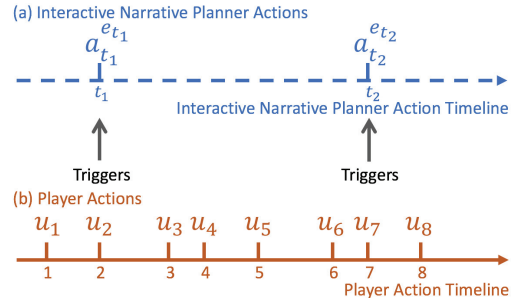 (a) Interactive Narrative Planner Actions
a_{t_1}^{e_{t_1}} a_{t_2}^{e_{t_2}}
t_1 t_2
Interactive Narrative Planner Action Timeline
Triggers Triggers
(b) Player Actions
u_1 u_2 u_3 u_4 u_5 u_6 u_7 u_8
1 2 3 4 5 6 7 8
Player Action Timeline